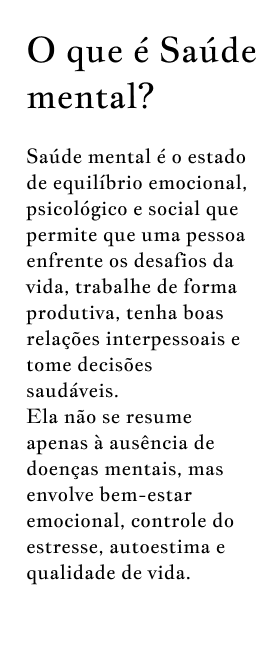 O que é Saúde
mental?
Saúde mental é o estado
de equilíbrio emocional,
psicológico e social que
permite que uma pessoa
enfrente os desafios da
vida, trabalhe de forma
produtiva, tenha boas
relações interpessoais e
tome decisões
saudáveis.
Ela não se resume
apenas à ausência de
doenças mentais, mas
envolve bem-estar
emocional, controle do
estresse, autoestima e
qualidade de vida.